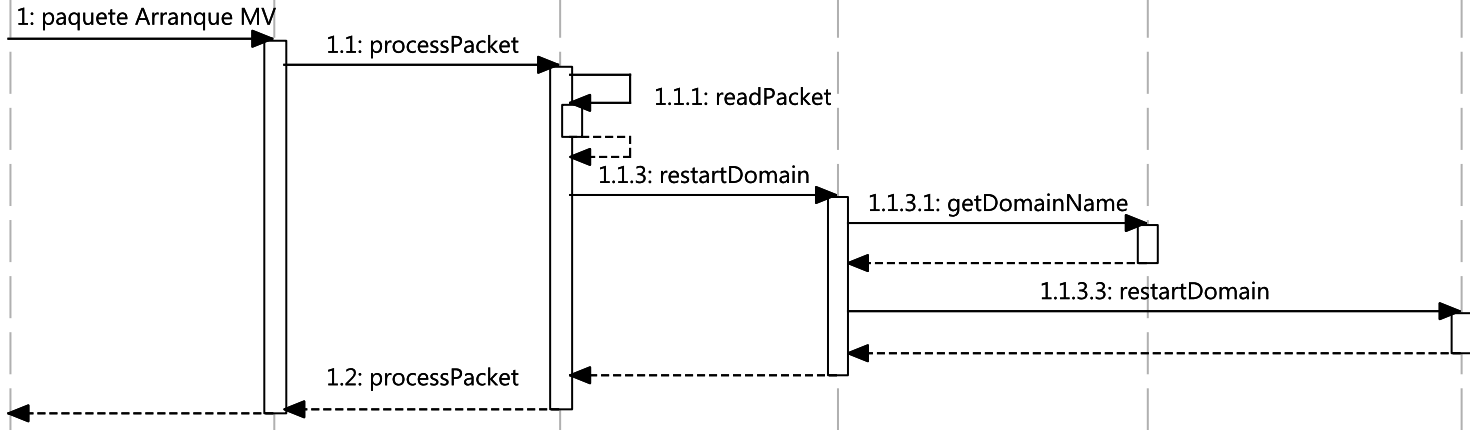 1: paquete Arranque MV
1.1: processPacket
1.1.1: readPacket
1.1.3: restartDomain
1.1.3.1: getDomainName
1.1.3.3: restartDomain
1.2: processPacket